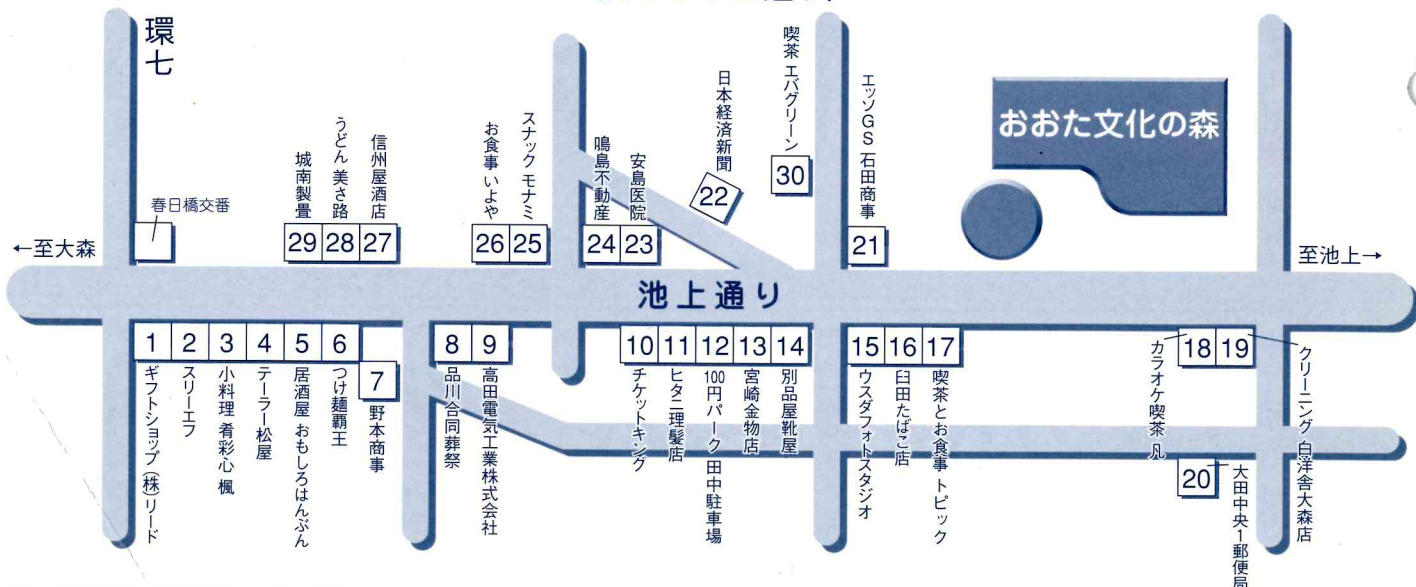 環七
春日橋交番
←至大森
至池上→
池上通り
おおた文化の森
29
城南製畳
28
うどん 美さ路
27
信州屋酒店
26
お食事 いよや
25
スナック モナミ
24
鳴島不動産
23
安島医院
22
日本経済新聞
30
喫茶 エバグリーン
21
エッソGS 石田商事
1
ギフトショップ (株)リード
2
スリーエフ
3
小料理 肴彩心 楓
4
テーラー松屋
5
居酒屋 おもしろはんぶん
6
つけ麺覇王
7
野本商事
8
品川合同葬祭
9
高田電気工業株式会社
10
チケットキング
11
ヒタニ理髪店
12
100円パーク 田中駐車場
13
宮崎金物店
14
別品屋靴屋
15
ウスダフォトスタジオ
16
臼田たばこ店
17
喫茶とお食事 トピック
18
カラオケ喫茶 凡
19
クリーニング 白洋舎大森店
20
大田中央1郵便局